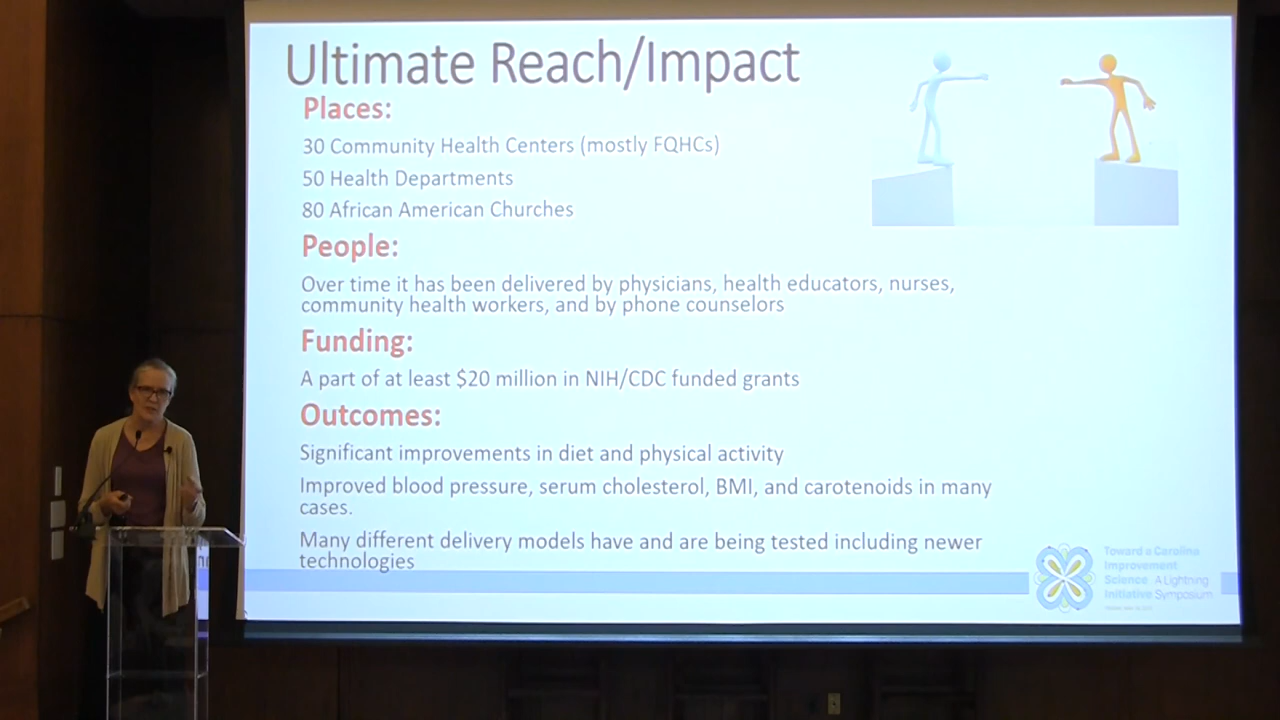 Ultimate Reach/Impact
Places:
30 Community Health Centers (mostly FQHCs)
50 Health Departments
80 African American Churches
People:
Over time it has been delivered by physicians, health educators, nurses,
community health workers, and by phone counselors
Funding:
A part of at least $20 million in NIH/CDC funded grants
Outcomes:
Significant improvements in diet and physical activity
Improved blood pressure, serum cholesterol, BMI, and carotenoids in many
cases.
Many different delivery models have and are being tested including newer
technologies
Toward a Carolina
Improvement
Science A Lightning
Initiative Symposium